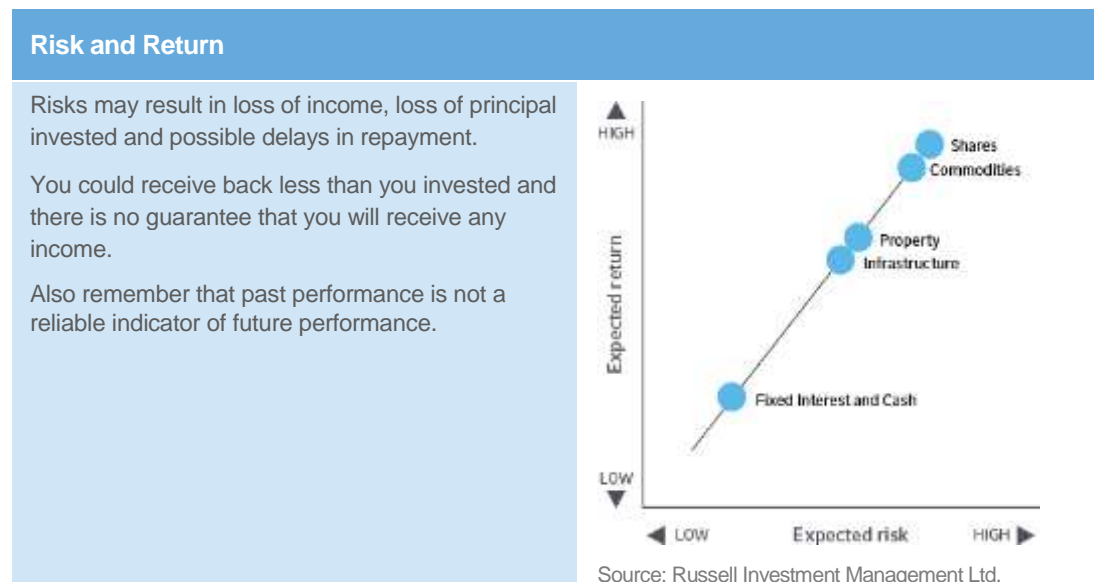 Risk and Return
Risks may result in loss of income, loss of principal
invested and possible delays in repayment.
You could receive back less than you invested and
there is no guarantee that you will receive any
income.
Also remember that past performance is not a
reliable indicator of future performance.
HIGH
Expected return
LOW
Shares
Commodities
Property
Infrastructure
Fixed Interest and Cash
LOW
Expected risk
HIGH
Source: Russell Investment Management Ltd.